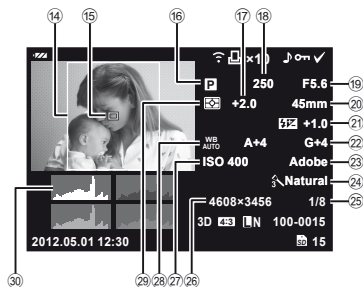 ⑭ ⑮ ⑯ ⑰ ⑱
×10
P 250 F5.6 ⑲
+2.0 45mm ⑳
+1.0 ㉑
WB AUTO A+4 G+4 ㉒
ISO 400 Adobe ㉓
Natural ㉔
4608×3456 1/8 ㉕
3D 4:3 L N 100-0015
2012.05.01 12:30 SD 15
㉚ ㉙ ㉘ ㉗ ㉖